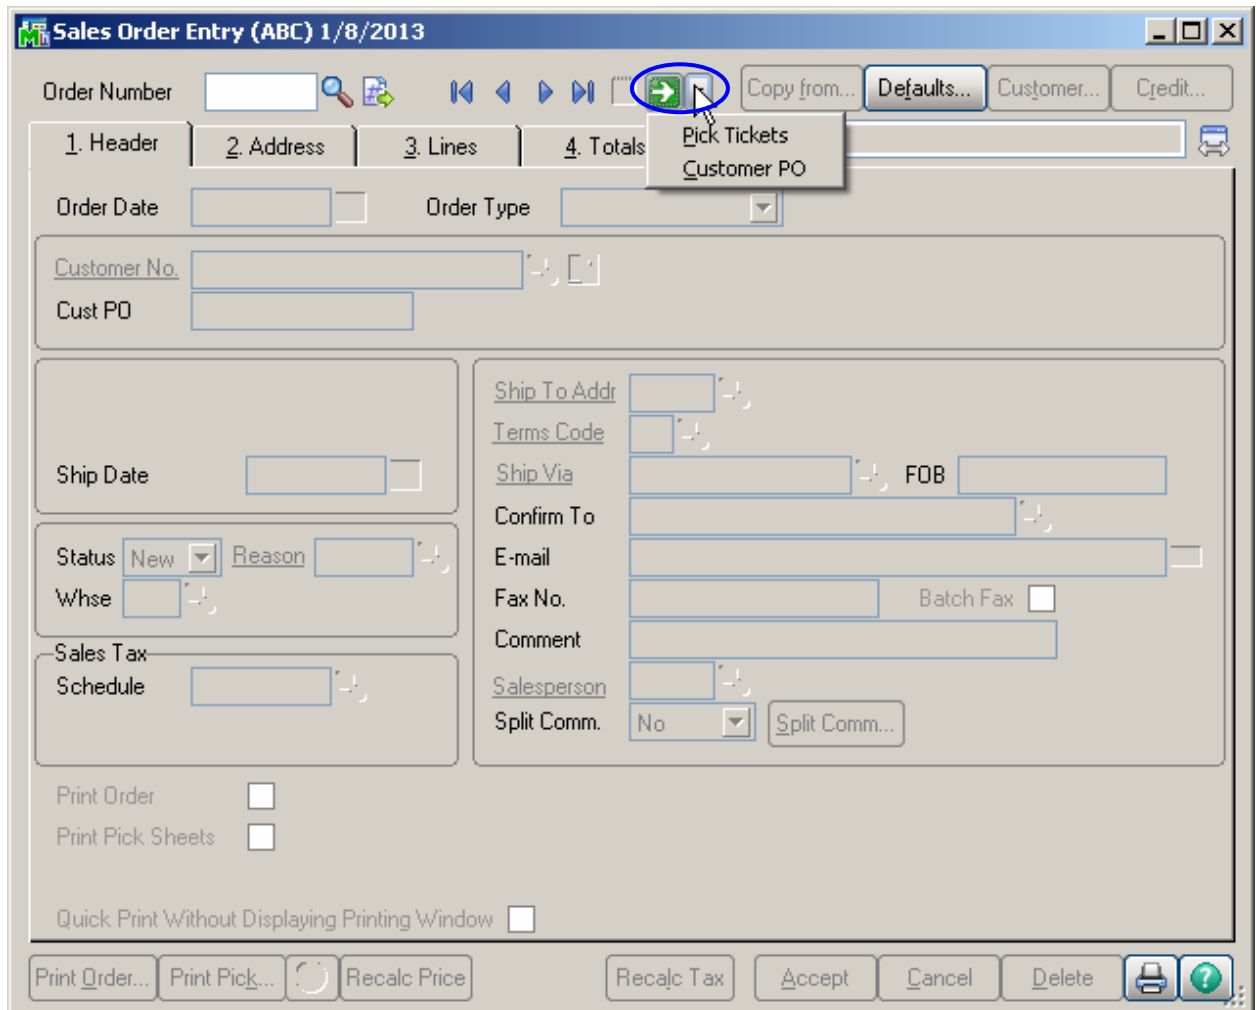 Sales Order Entry (ABC) 1/8/2013
Order Number Copy from... Defaults... Customer... Credit...
1. Header 2. Address 3. Lines 4. Totals
Pick Tickets
Customer PO
Order Date Order Type
Customer No.
Cust PO
Ship To Addr
Terms Code
Ship Date Ship Via FOB
Confirm To
Status New Reason E-mail
Whse Fax No. Batch Fax
Comment
Sales Tax
Schedule Salesperson
Split Comm. No Split Comm...
Print Order
Print Pick Sheets
Quick Print Without Displaying Printing Window
Print Order... Print Pick... Recalc Price Recalc Tax Accept Cancel Delete